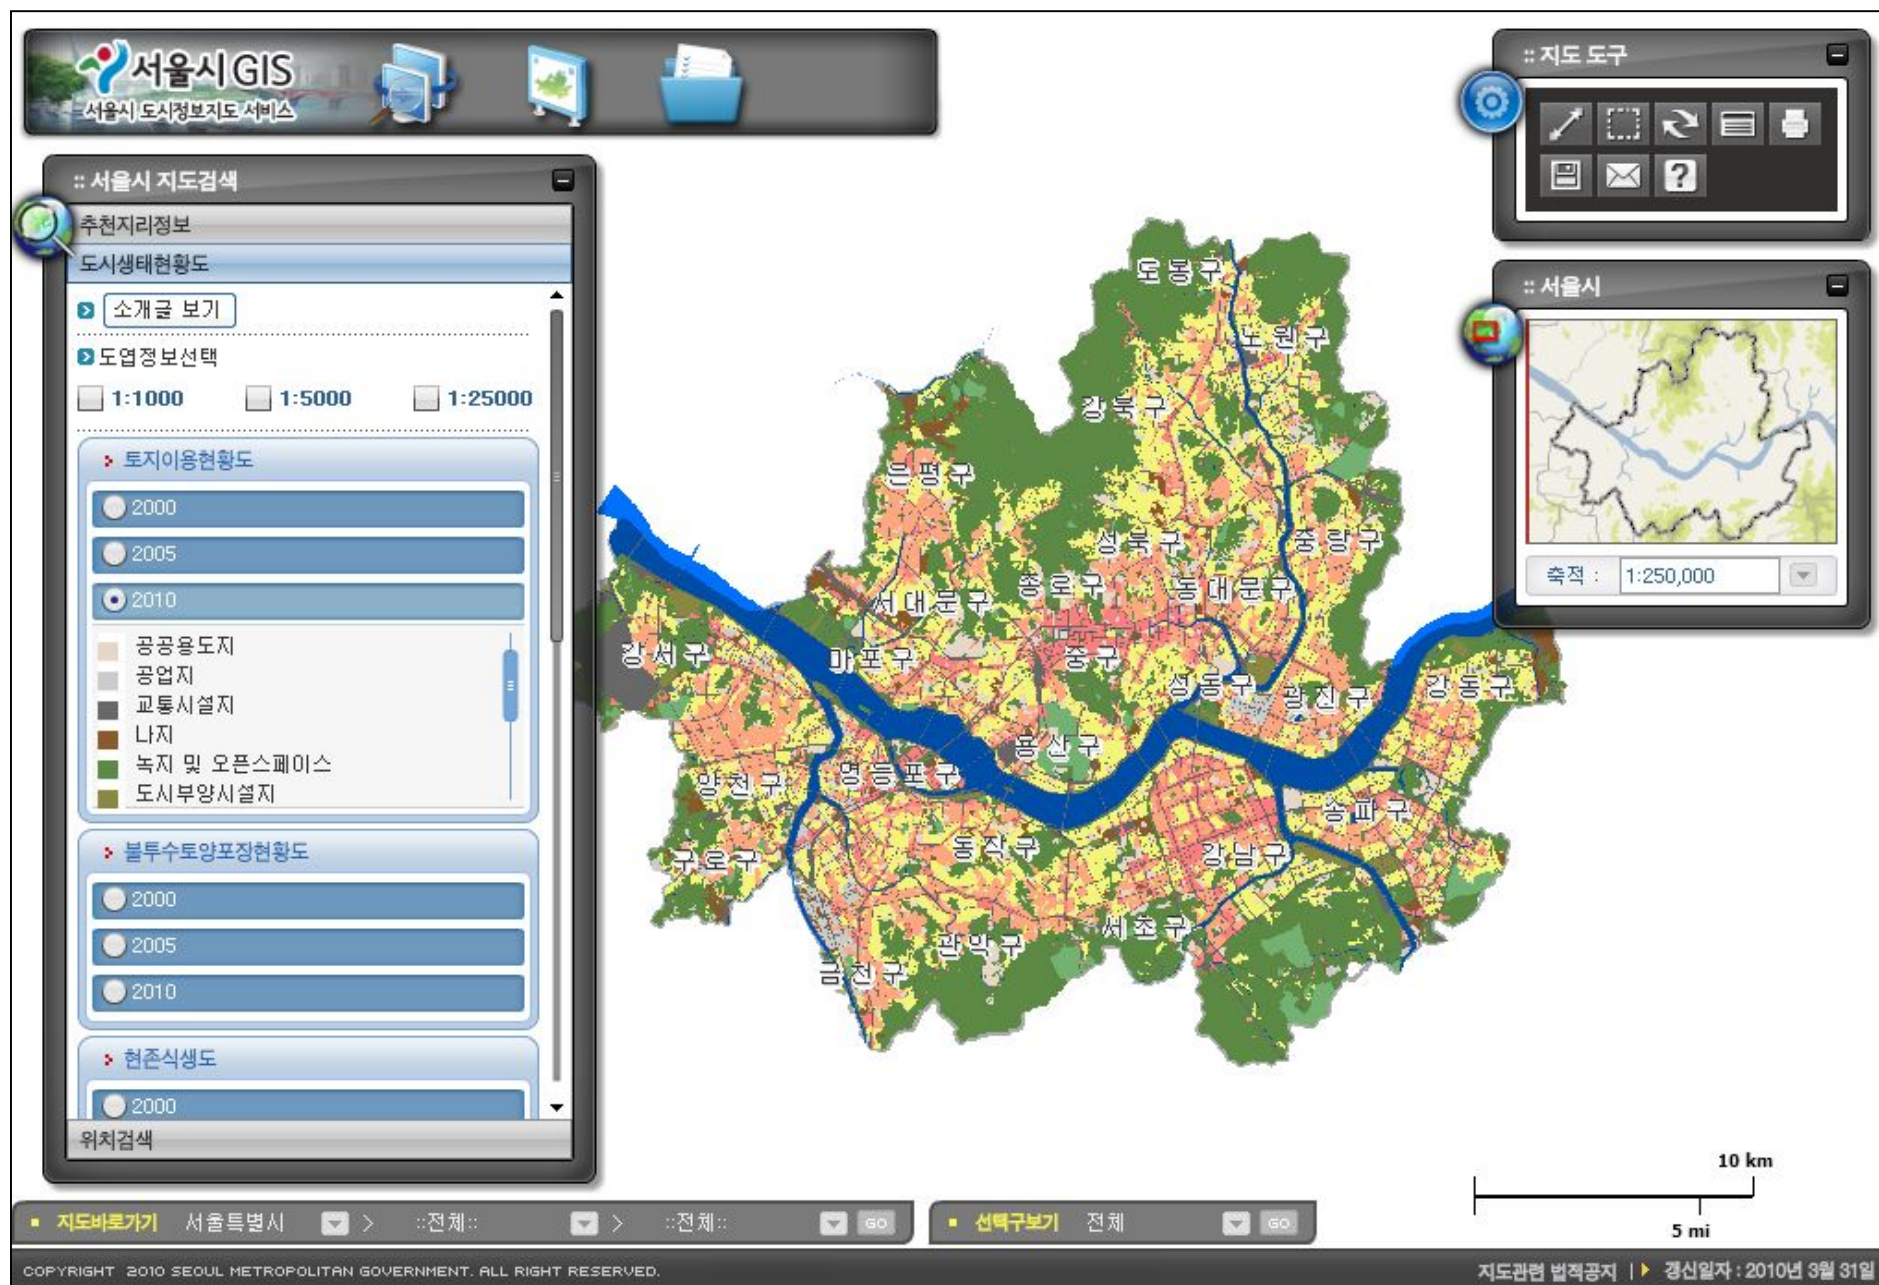 서울시 GIS
서울시 도시정보지도 서비스
:: 서울시 지도검색
추천지리정보
도시생태현황도
소개글 보기
도엽정보선택
1:1000 1:5000 1:25000
토지이용현황도
2000
2005
2010
공공용도지
공업지
교통시설지
나지
녹지 및 오픈스페이스
도시부양시설지
불투수토양포장현황도
2000
2005
2010
현존식생도
2000
위치검색
:: 지도 도구
:: 서울시
축적 : 1:250,000
도봉구
노원구
강북구
은평구
성북구
중랑구
종로구
동대문구
서대문구
강서구
마포구
중구
성동구
광진구
강동구
용산구
양천구
영등포구
송파구
동작구
구로구
강남구
서초구
관악구
금천구
10 km
5 mi
지도바로가기 서울특별시 > ::전체:: > ::전체:: GO
선택구보기 전체 GO
COPYRIGHT 2010 SEOUL METROPOLITAN GOVERNMENT. ALL RIGHT RESERVED.
지도관련 법적공지 | 갱신일자 : 2010년 3월 31일